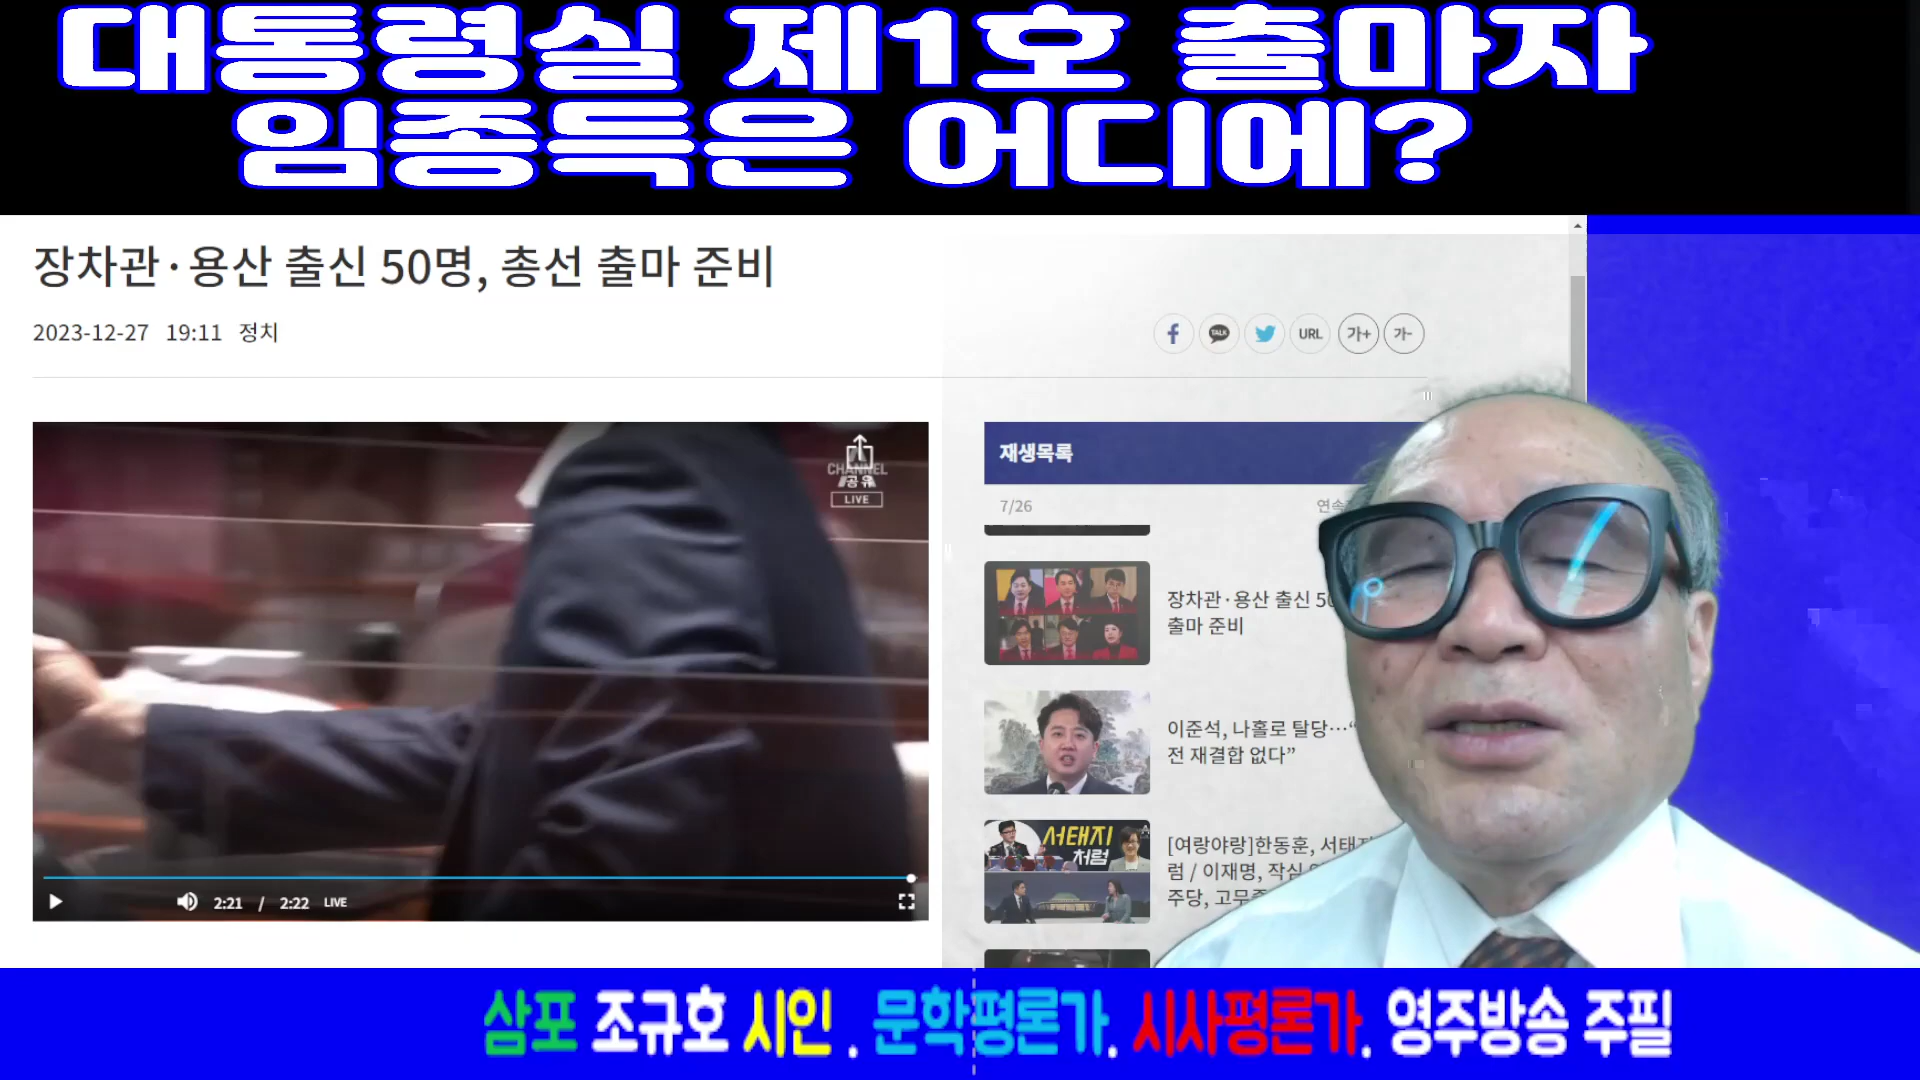 대통령실 제1호 출마자
임종득은 어디에?
장차관·용산 출신 50명, 총선 출마 준비
2023-12-27 19:11 정치
TALK
URL
가+
가-
CHANNEL
공유
LIVE
2:21 / 2:22 LIVE
재생목록
7/26
장차관·용산 출신
출마 준비
이준석, 나홀로 탈당…“
전 재결합 없다”
서태지
처럼
[여랑야랑]한동훈,
럼 / 이재명, 작심
주당,
삼포 조규호 시인 . 문학평론가. 시사평론가. 영주방송 주필